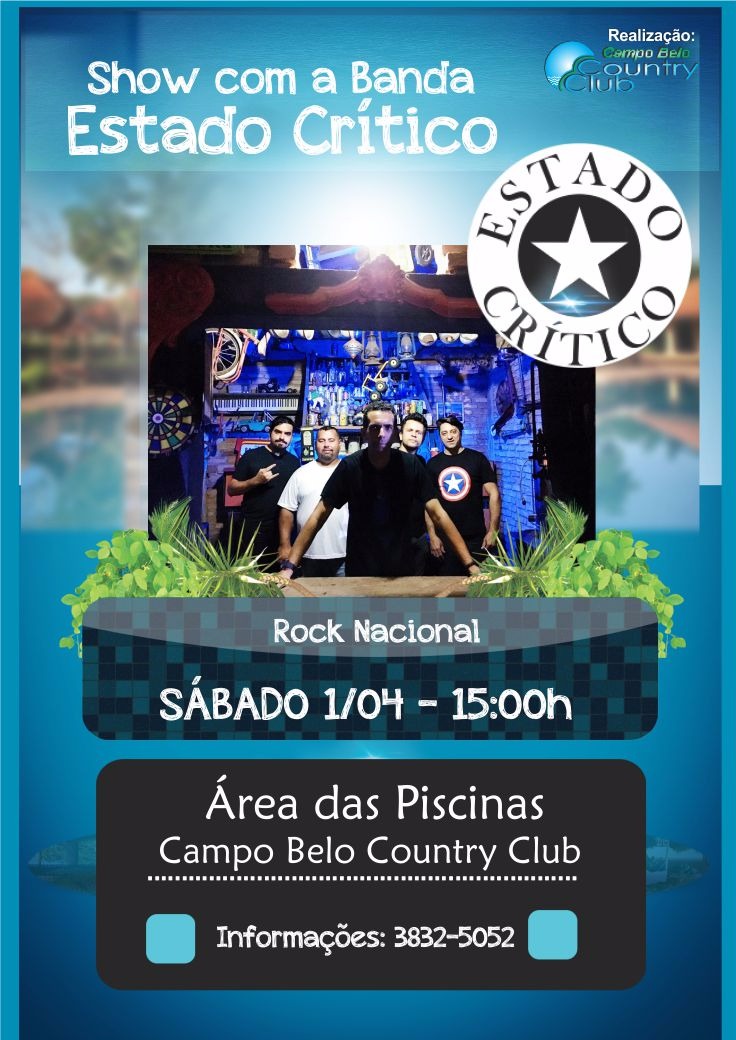 Realização:
Campo Belo
Country
Club
Show com a Banda
Estado Crítico
ESTADO
CRÍTICO
Rock Nacional
SÁBADO 1/04 - 15:00h
Área das Piscinas
Campo Belo Country Club
Informações: 3832-5052